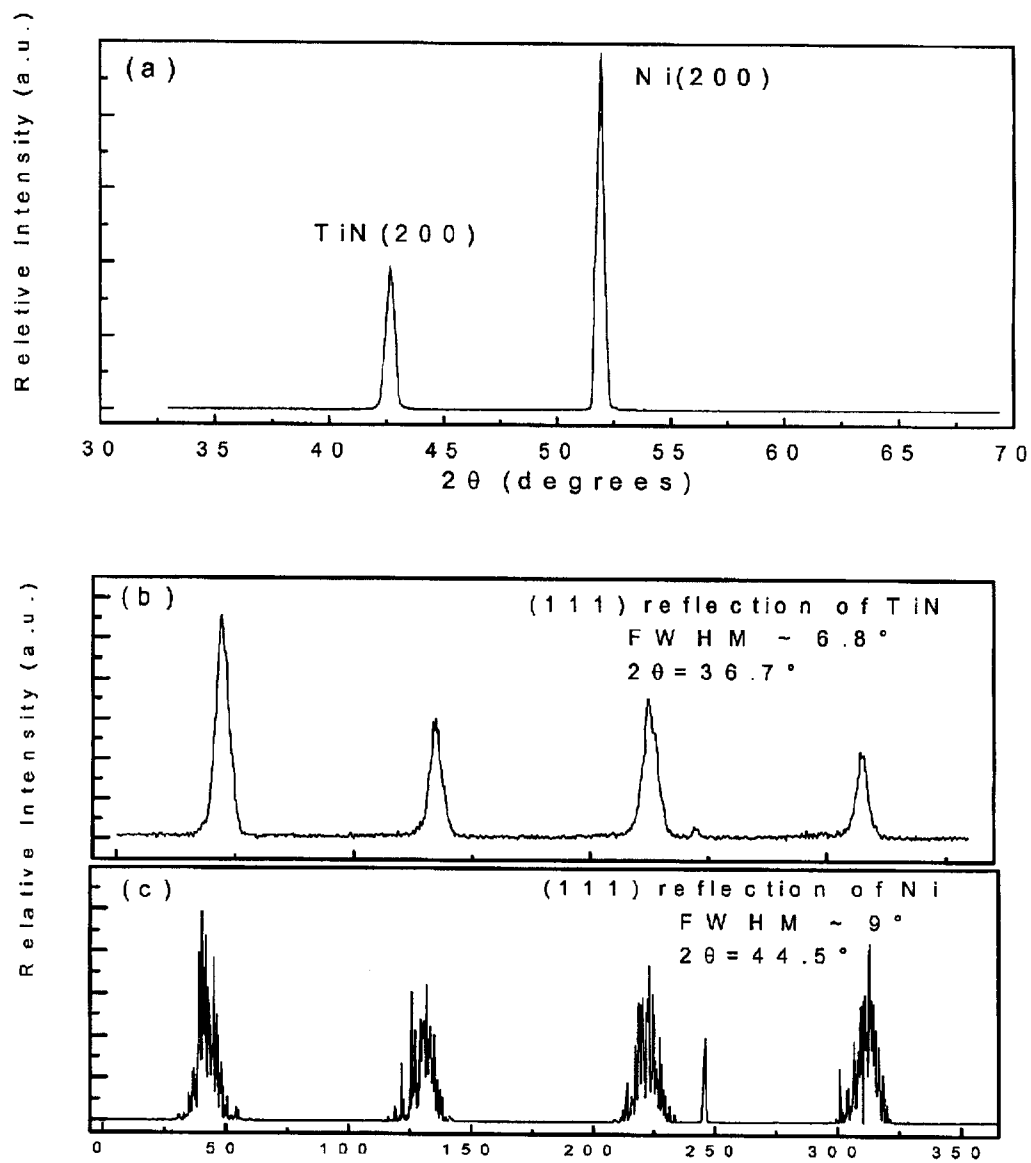 Reletive Intensity (a.u.)
(a)
Ni(200)
TiN(200)
30 35 40 45 50 55 60 65 70
2θ (degrees)
Relative Intensity (a.u.)
(b)
(111) reflection of TiN
FWHM ~ 6.8°
2θ=36.7°
(c)
(111) reflection of Ni
FWHM ~ 9°
2θ=44.5°
0 50 100 150 200 250 300 350